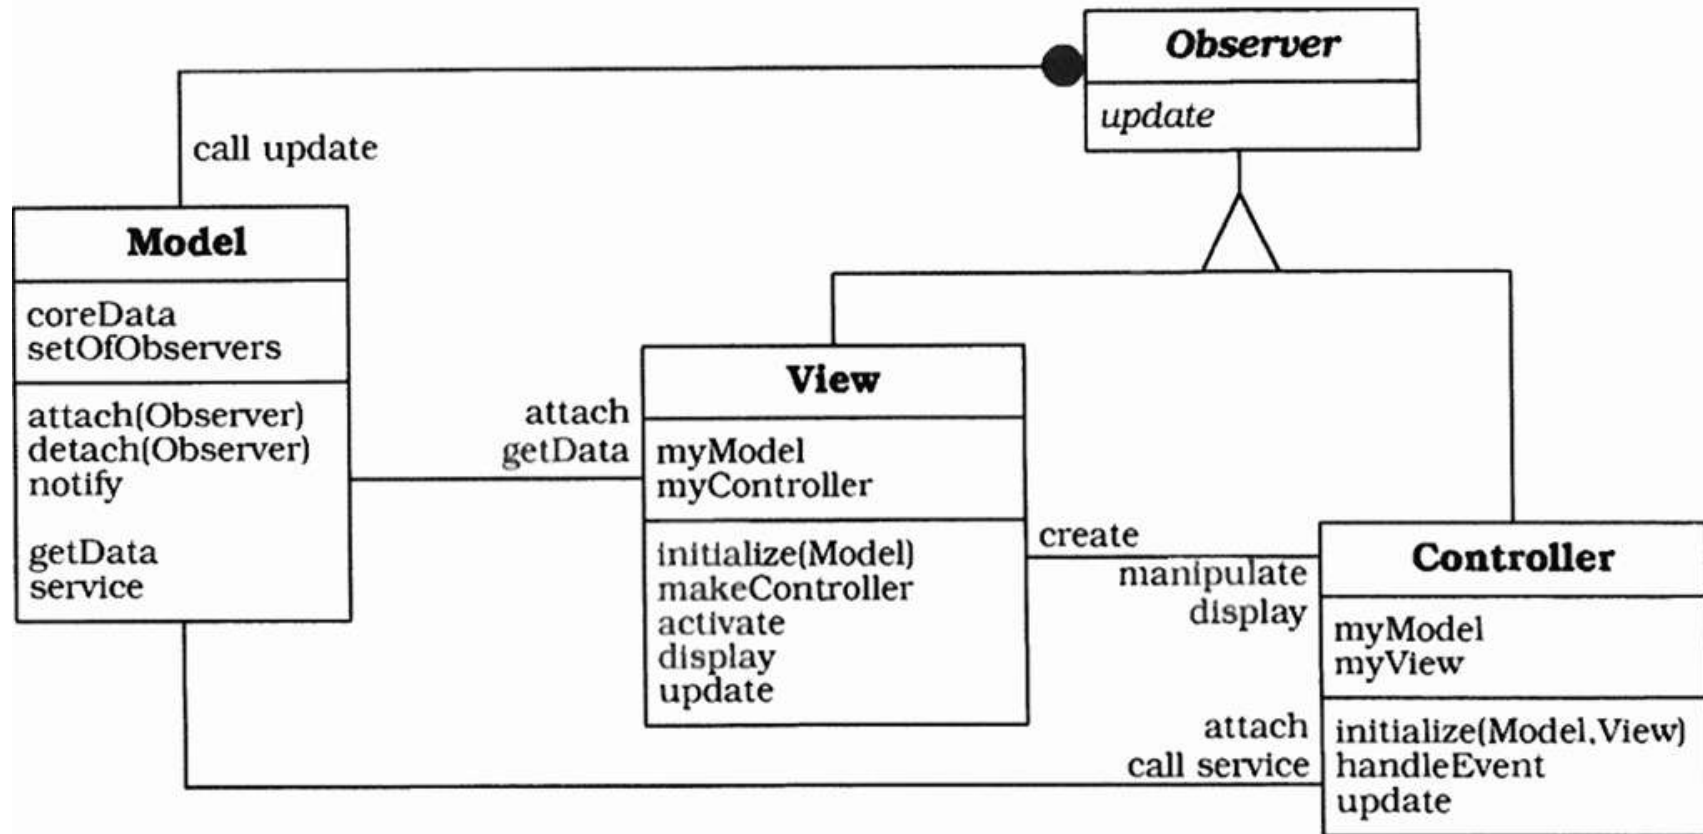 Observer
update
call update
Model
coreData
setOfObservers
attach(Observer)
detach(Observer)
notify
getData
service
attach
getData
View
myModel
myController
initialize(Model)
makeController
activate
display
update
create
manipulate
display
Controller
myModel
myView
attach
call service
initialize(Model,View)
handleEvent
update